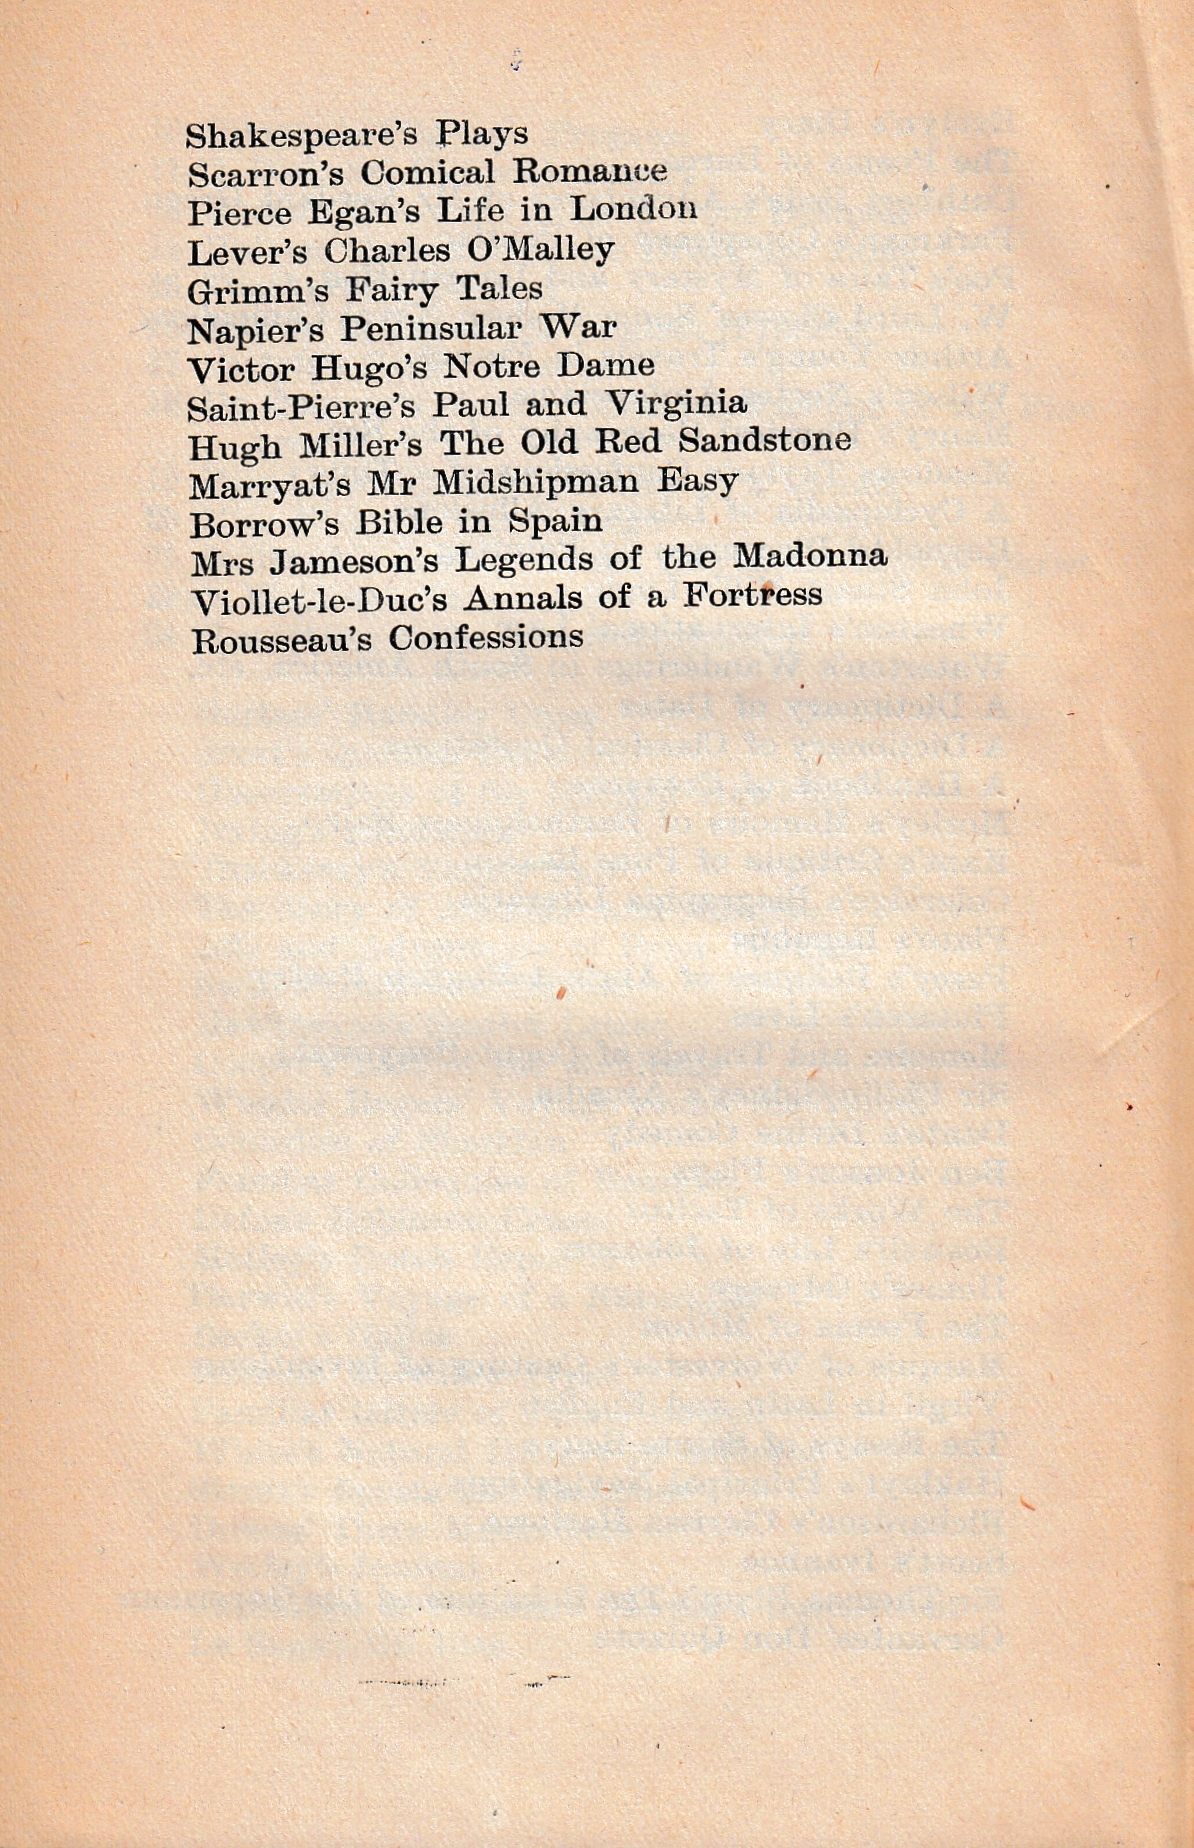 Shakespeare's Plays
Scarron's Comical Romance
Pierce Egan's Life in London
Lever's Charles O'Malley
Grimm's Fairy Tales
Napier's Peninsular War
Victor Hugo's Notre Dame
Saint-Pierre's Paul and Virginia
Hugh Miller's The Old Red Sandstone
Marryat's Mr Midshipman Easy
Borrow's Bible in Spain
Mrs Jameson's Legends of the Madonna
Viollet-le-Duc's Annals of a Fortress
Rousseau's Confessions